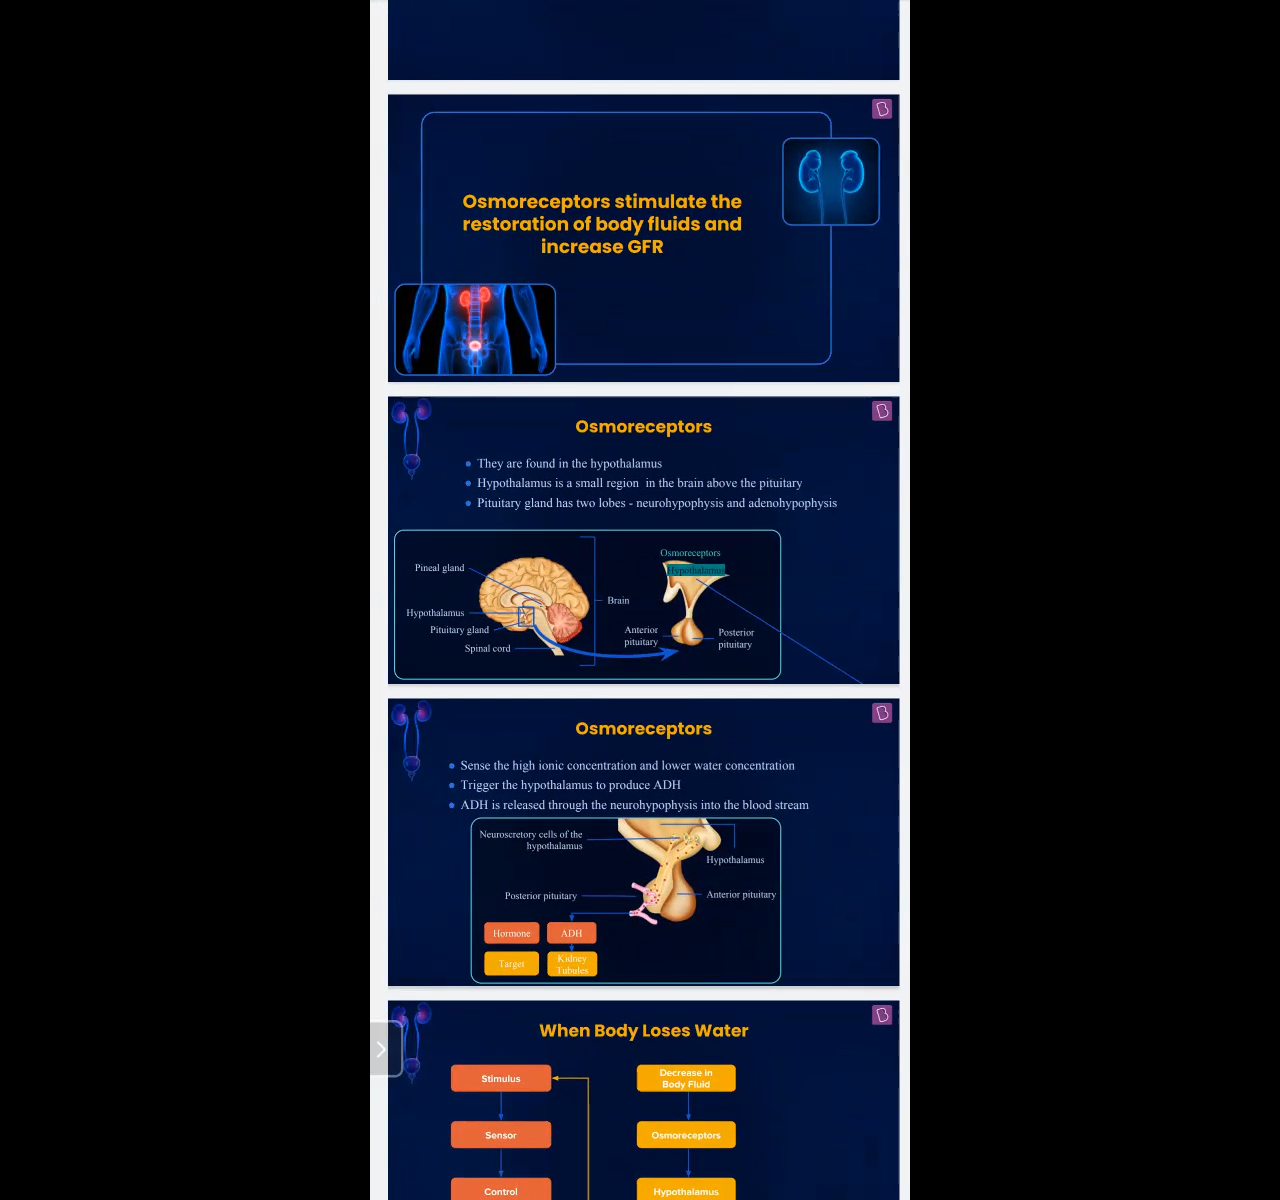 Osmoreceptors stimulate the
restoration of body fluids and
increase GFR
Osmoreceptors
They are found in the hypothalamus
Hypothalamus is a small region in the brain above the pituitary
Pituitary gland has two lobes - neurohypophysis and adenohypophysis
Pineal gland
Hypothalamus
Pituitary gland
Spinal cord
Brain
Osmoreceptors
Hypothalamus
Anterior
pituitary
Posterior
pituitary
Osmoreceptors
Sense the high ionic concentration and lower water concentration
Trigger the hypothalamus to produce ADH
ADH is released through the neurohypophysis into the blood stream
Neuroscretory cells of the
hypothalamus
Hypothalamus
Posterior pituitary
Anterior pituitary
Hormone
ADH
Target
Kidney
Tubules
When Body Loses Water
Stimulus
Decrease in
Body Fluid
Sensor
Osmoreceptors
Control
Hypothalamus